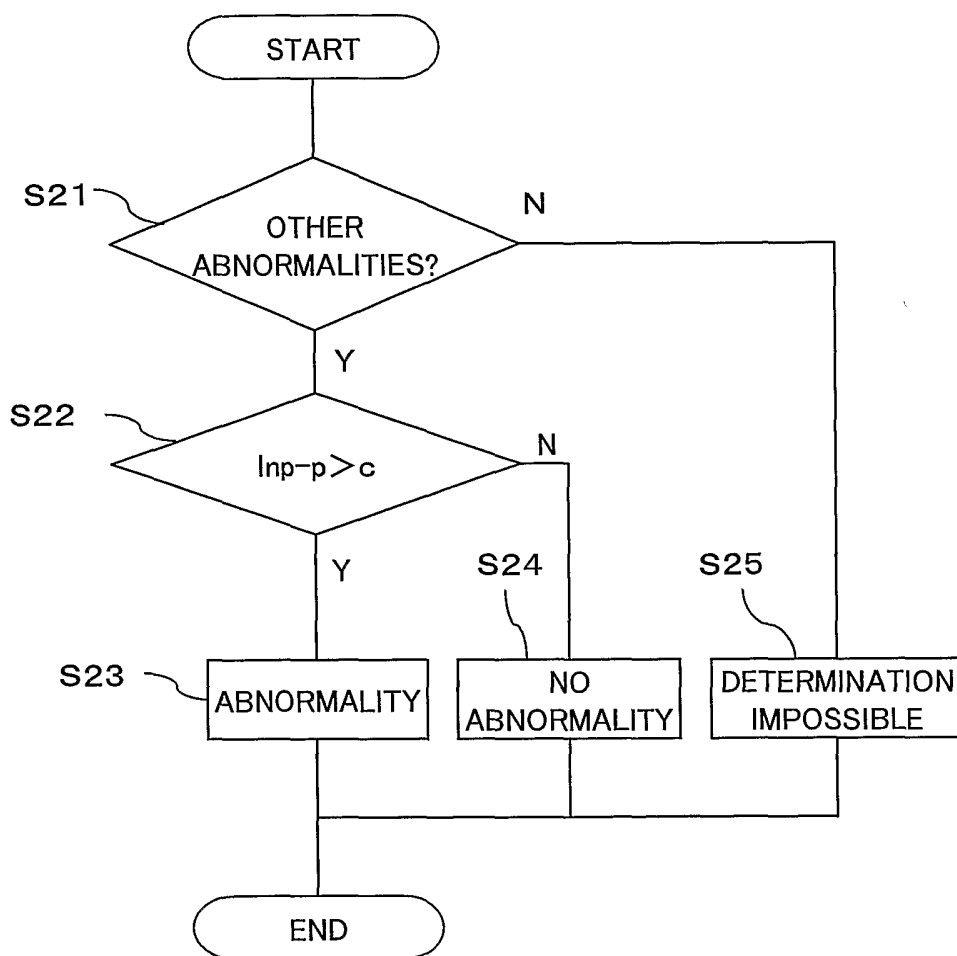 START
S21
N
OTHER
ABNORMALITIES?
Y
S22
N
Inp-p>c
Y
S24
S25
S23
ABNORMALITY
NO
ABNORMALITY
DETERMINATION
IMPOSSIBLE
END